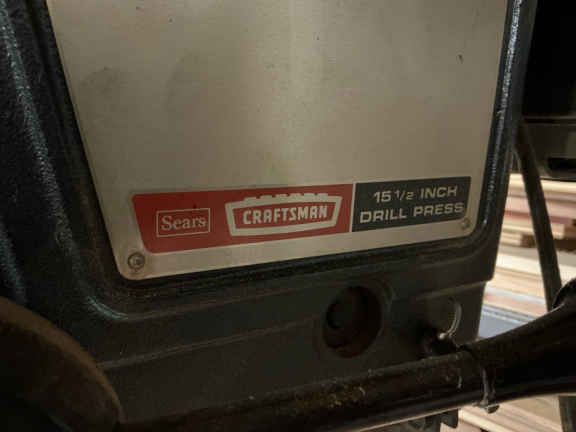 Sears
CRAFTSMAN
15 1/2 INCH
DRILL PRESS